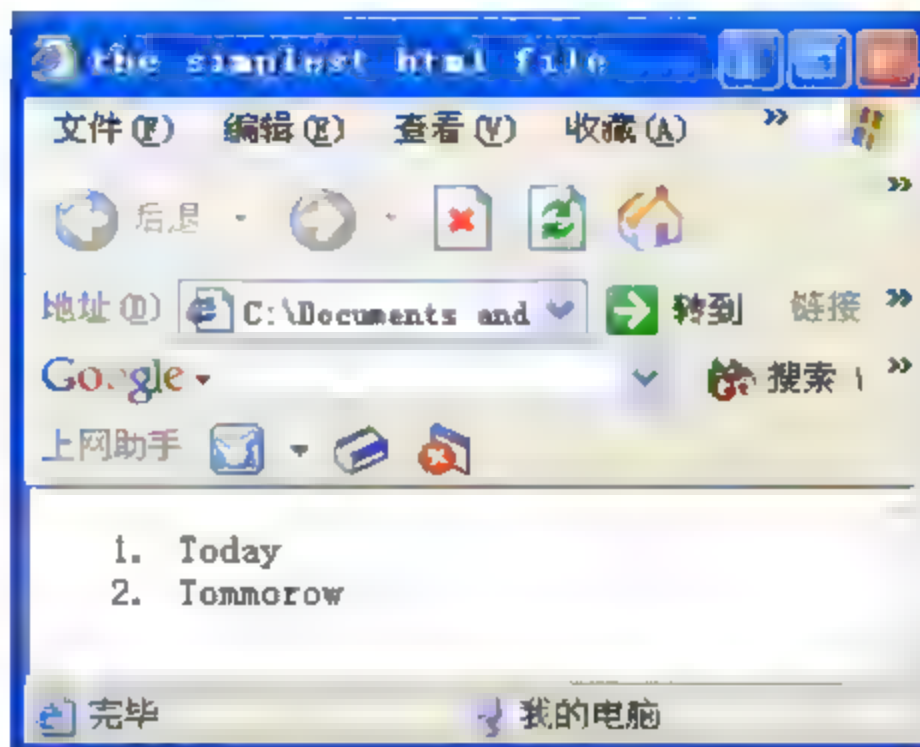 the simplest html file
文件(F) 编辑(E) 查看(V) 收藏(A) »
后退 »
地址(D) C:\Documents and 转到 链接 »
Google 搜索 »
上网助手
1. Today
2. Tommorow
完毕 我的电脑